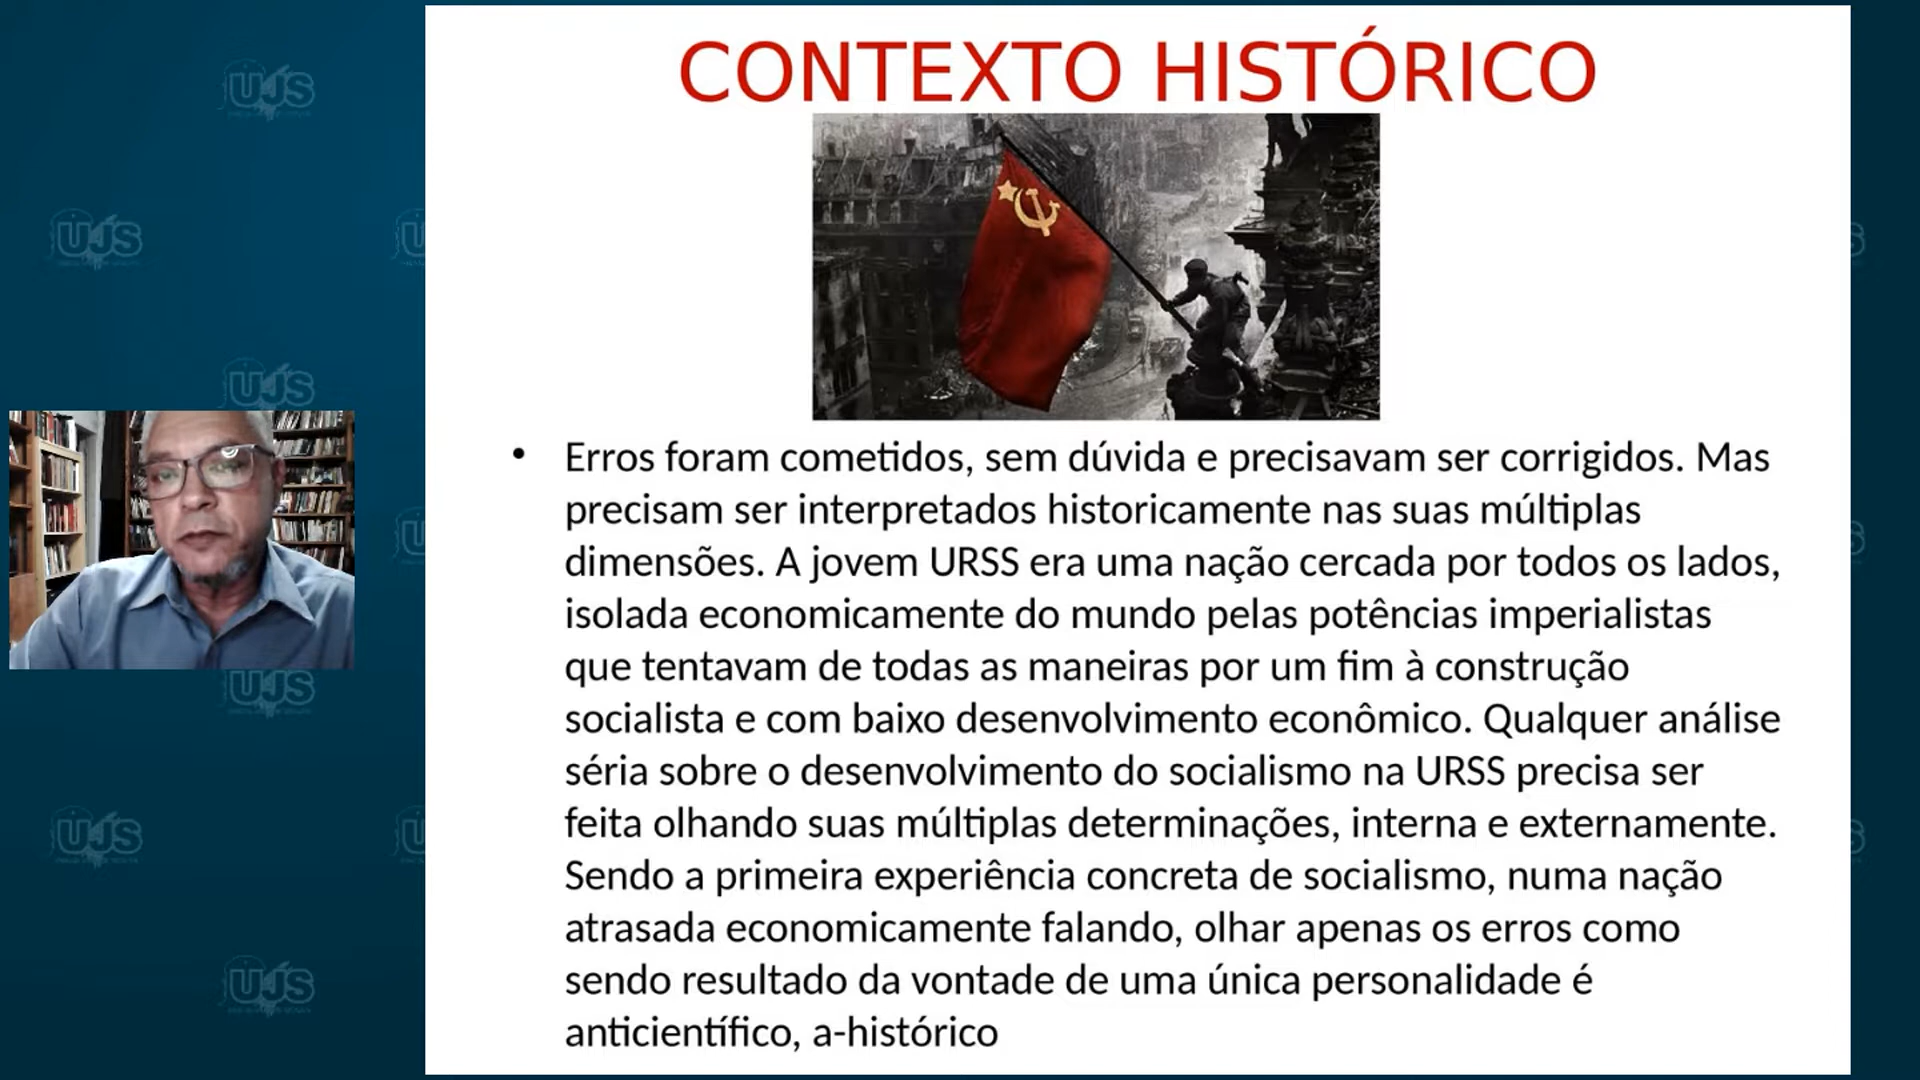 CONTEXTO HISTÓRICO
• Erros foram cometidos, sem dúvida e precisavam ser corrigidos. Mas
precisam ser interpretados historicamente nas suas múltiplas
dimensões. A jovem URSS era uma nação cercada por todos os lados,
isolada economicamente do mundo pelas potências imperialistas
que tentavam de todas as maneiras por um fim à construção
socialista e com baixo desenvolvimento econômico. Qualquer análise
séria sobre o desenvolvimento do socialismo na URSS precisa ser
feita olhando suas múltiplas determinações, interna e externamente.
Sendo a primeira experiência concreta de socialismo, numa nação
atrasada economicamente falando, olhar apenas os erros como
sendo resultado da vontade de uma única personalidade é
anticientífico, a-histórico
UJS
UJS
UJS
UJS
UJS
UJS